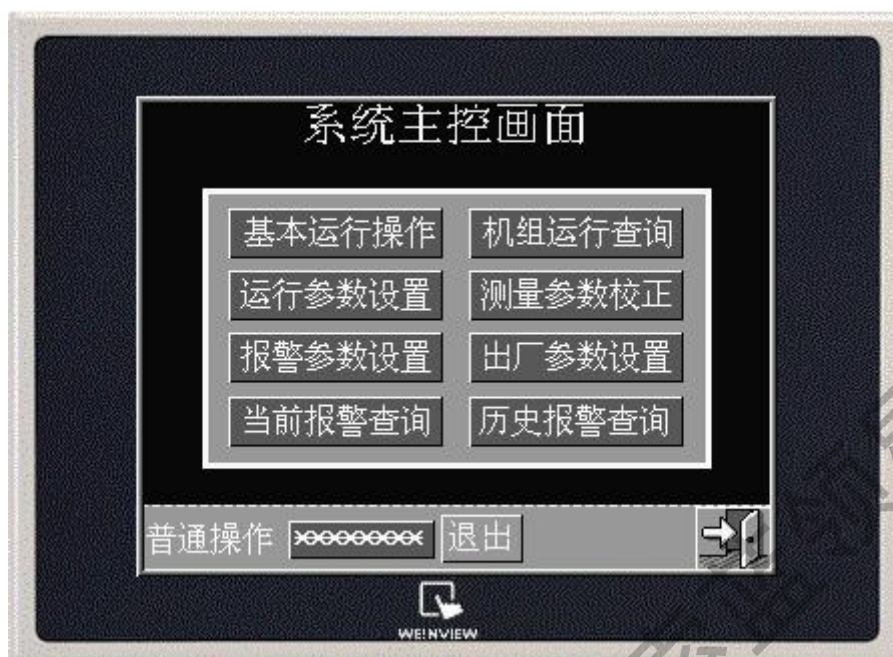 系统主控画面
基本运行操作 机组运行查询
运行参数设置 测量参数校正
报警参数设置 出厂参数设置
当前报警查询 历史报警查询
普通操作 ********* 退出
WEINVIEW